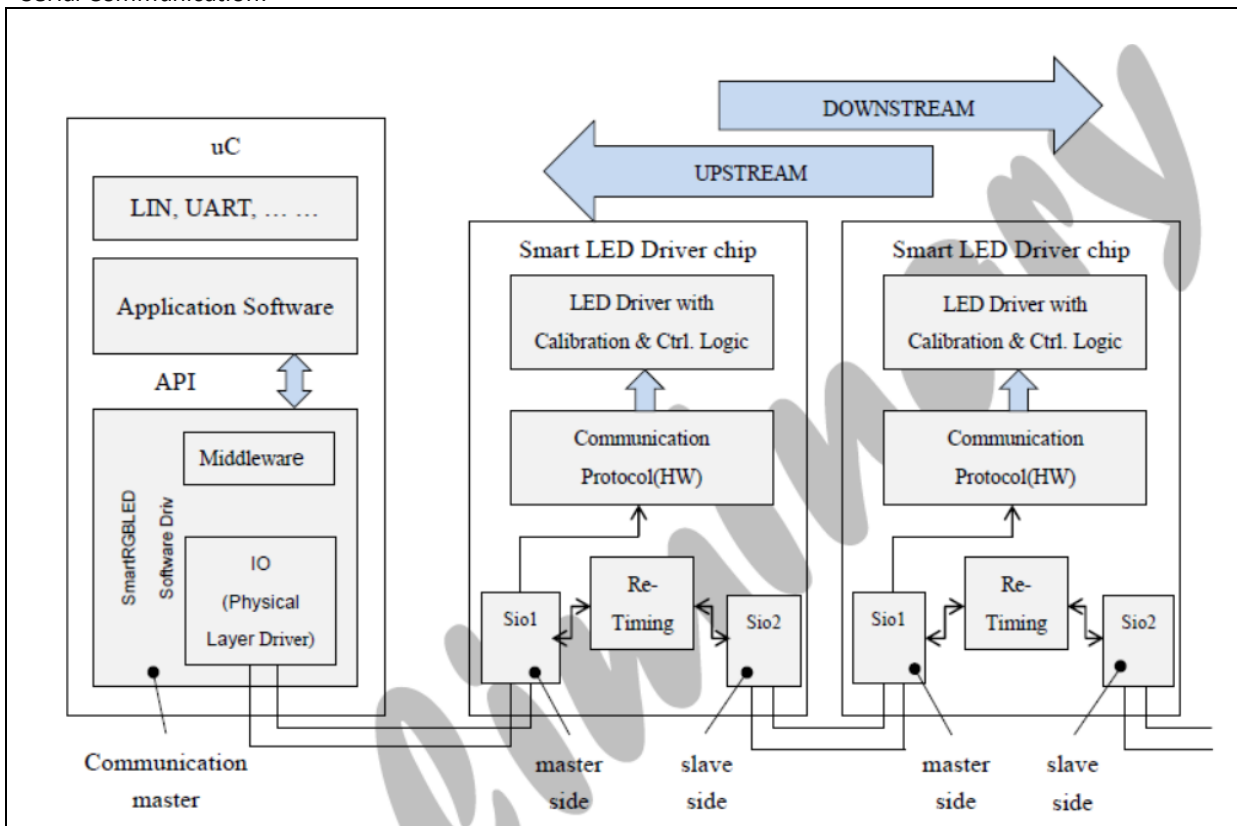 DOWNSTREAM
UPSTREAM
uC
LIN, UART, … …
Application Software
API
Middleware
SmartRGBLED
Software Driv
IO
(Physical
Layer Driver)
Communication
master
Smart LED Driver chip
LED Driver with
Calibration & Ctrl. Logic
Communication
Protocol(HW)
Re-
Timing
Sio1
Sio2
master
side
slave
side
Smart LED Driver chip
LED Driver with
Calibration & Ctrl. Logic
Communication
Protocol(HW)
Re-
Timing
Sio1
Sio2
master
side
slave
side